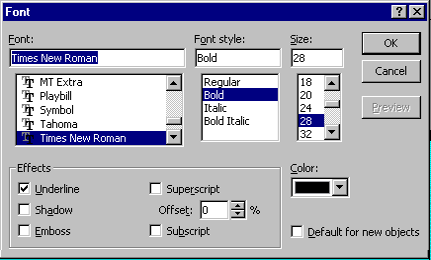 Font
Font: Font style: Size:
Times New Roman Bold 28 OK
MT Extra Regular 18 Cancel
Playbill Bold 20
Symbol Italic 24 Preview
Tahoma Bold Italic 28
Times New Roman 32
Effects Color:
Underline Superscript
Shadow Offset: 0 %
Emboss Subscript Default for new objects